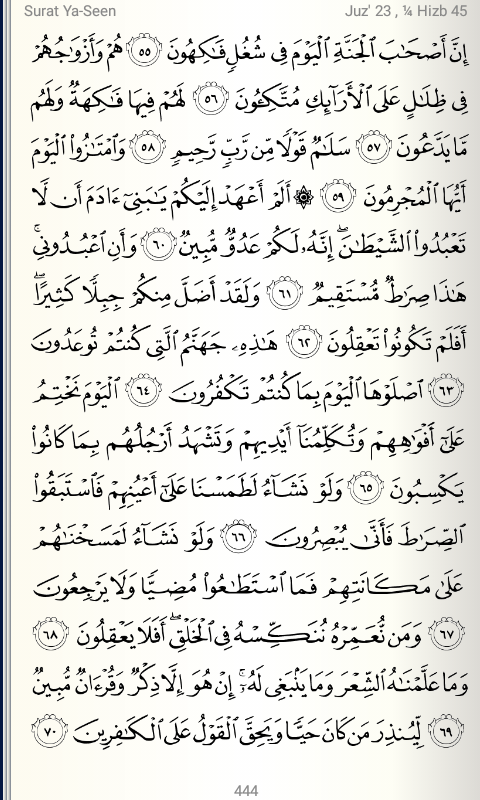 Surat Ya-Seen
Juz' 23 , ¼ Hizb 45
إِنَّ أَصْحَٰبَ ٱلْجَنَّةِ ٱلْيَوْمَ فِى شُغُلٍ فَٰكِهُونَ ٥٥ هُمْ وَأَزْوَٰجُهُمْ
فِى ظِلَٰلٍ عَلَى ٱلْأَرَآئِكِ مُتَّكِـُٔونَ ٥٦ لَهُمْ فِيهَا فَٰكِهَةٌ وَلَهُم
مَّا يَدَّعُونَ ٥٧ سَلَٰمٌ قَوْلًا مِّن رَّبٍّ رَّحِيمٍ ٥٨ وَٱمْتَٰزُوا۟ ٱلْيَوْمَ
أَيُّهَا ٱلْمُجْرِمُونَ ٥٩ ۞ أَلَمْ أَعْهَدْ إِلَيْكُمْ يَٰبَنِىٓ ءَادَمَ أَن لَّا
تَعْبُدُوا۟ ٱلشَّيْطَٰنَ ۖ إِنَّهُۥ لَكُمْ عَدُوٌّ مُّبِينٌ ٦٠ وَأَنِ ٱعْبُدُونِى ۚ
هَٰذَا صِرَٰطٌ مُّسْتَقِيمٌ ٦١ وَلَقَدْ أَضَلَّ مِنكُمْ جِبِلًّا كَثِيرًا ۖ
أَفَلَمْ تَكُونُوا۟ تَعْقِلُونَ ٦٢ هَٰذِهِۦ جَهَنَّمُ ٱلَّتِى كُنتُمْ تُوعَدُونَ
٦٣ ٱصْلَوْهَا ٱلْيَوْمَ بِمَا كُنتُمْ تَكْفُرُونَ ٦٤ ٱلْيَوْمَ نَخْتِمُ
عَلَىٰٓ أَفْوَٰهِهِمْ وَتُكَلِّمُنَآ أَيْدِيهِمْ وَتَشْهَدُ أَرْجُلُهُم بِمَا كَانُوا۟
يَكْسِبُونَ ٦٥ وَلَوْ نَشَآءُ لَطَمَسْنَا عَلَىٰٓ أَعْيُنِهِمْ فَٱسْتَبَقُوا۟
ٱلصِّرَٰطَ فَأَنَّىٰ يُبْصِرُونَ ٦٦ وَلَوْ نَشَآءُ لَمَسَخْنَٰهُمْ
عَلَىٰ مَكَانَتِهِمْ فَمَا ٱسْتَطَٰعُوا۟ مُضِيًّا وَلَا يَرْجِعُونَ
٦٧ وَمَن نُّعَمِّرْهُ نُنَكِّسْهُ فِى ٱلْخَلْقِ ۖ أَفَلَا يَعْقِلُونَ ٦٨
وَمَا عَلَّمْنَٰهُ ٱلشِّعْرَ وَمَا يَنۢبَغِى لَهُۥٓ ۚ إِنْ هُوَ إِلَّا ذِكْرٌ وَقُرْءَانٌ مُّبِينٌ
٦٩ لِّيُنذِرَ مَن كَانَ حَيًّا وَيَحِقَّ ٱلْقَوْلُ عَلَى ٱلْكَٰفِرِينَ ٧٠
444